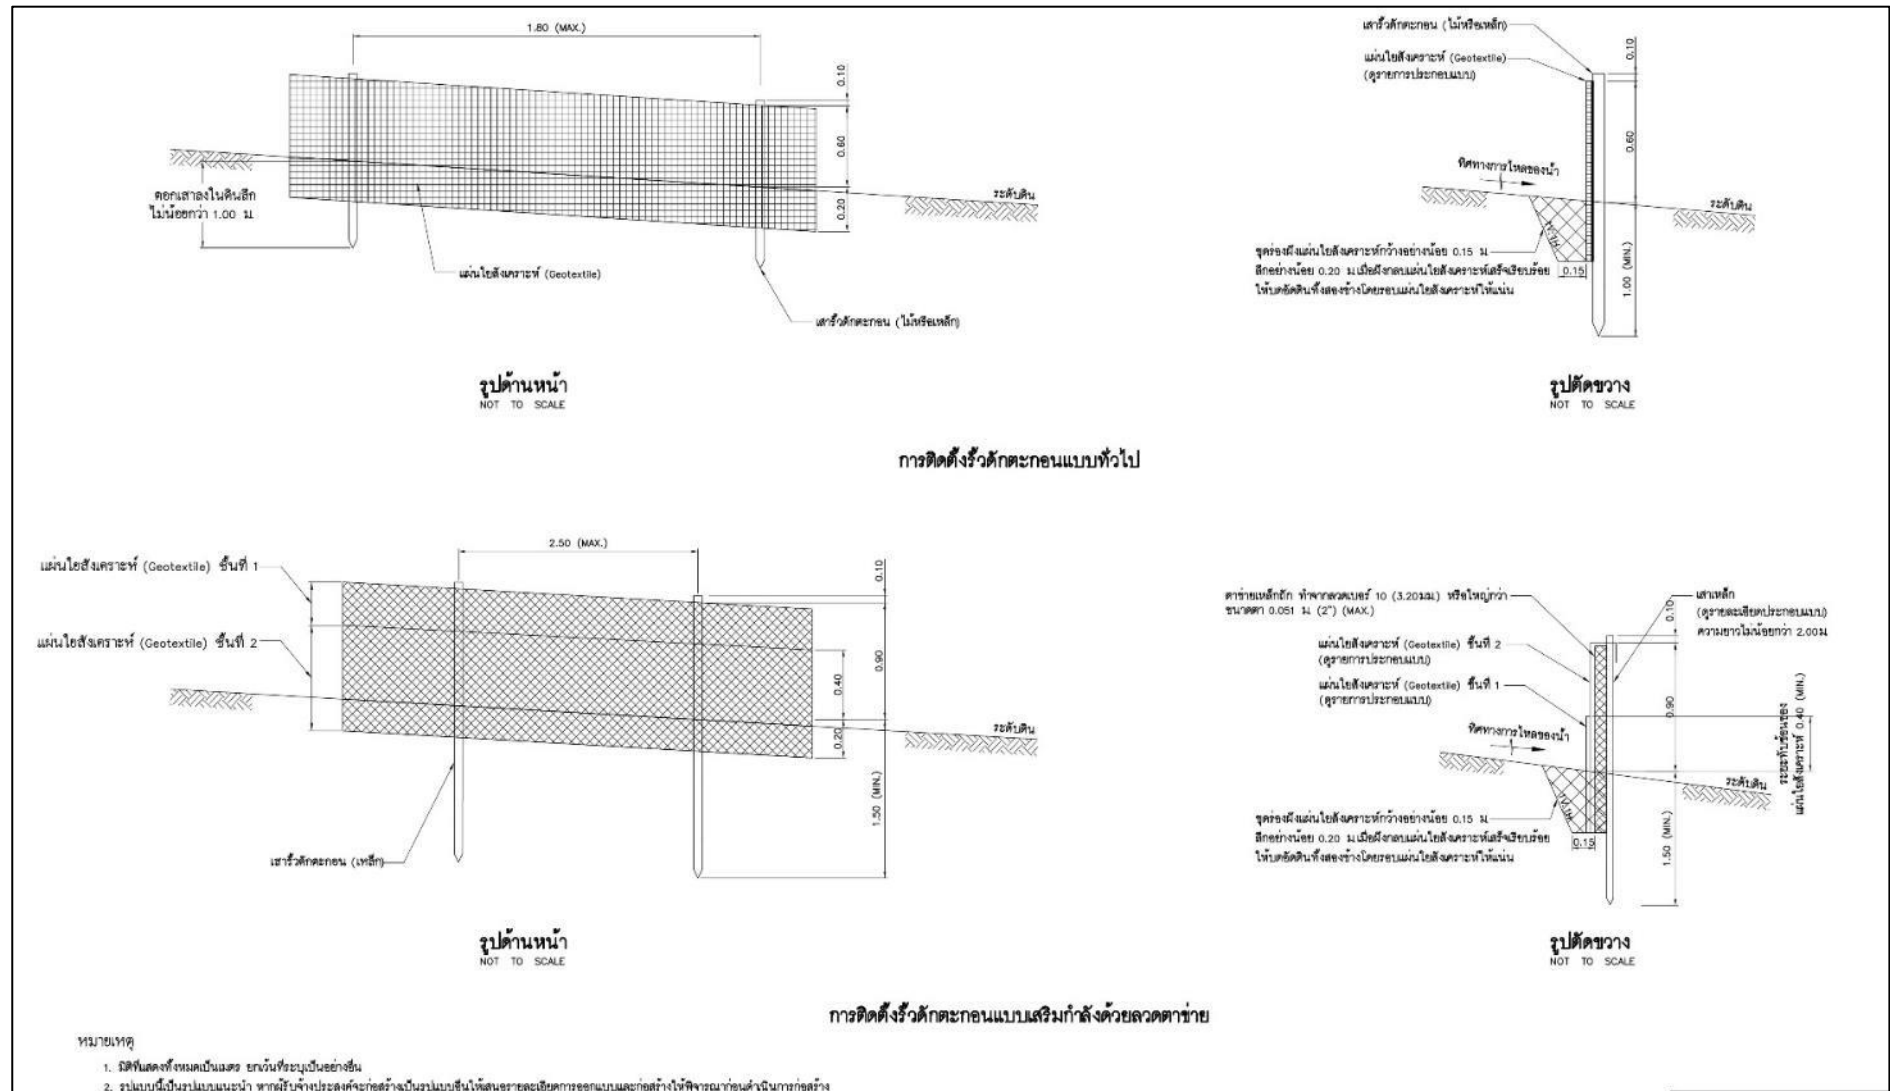 1.80 (MAX.)
0.10
0.60
0.20
ตอกเสาลงในดินลึก
ไม่น้อยกว่า 1.00 ม.
ระดับดิน
แผ่นใยสังเคราะห์ (Geotextile)
เสารั้วดักตะกอน (ไม้หรือเหล็ก)
รูปด้านหน้า
NOT TO SCALE
เสารั้วดักตะกอน (ไม้หรือเหล็ก)
แผ่นใยสังเคราะห์ (Geotextile)
(ดูรายการประกอบแบบ)
0.10
0.60
ทิศทางการไหลของน้ำ
ระดับดิน
ขุดร่องฝังแผ่นใยสังเคราะห์กว้างอย่างน้อย 0.15 ม.
ลึกอย่างน้อย 0.20 ม.เมื่อฝังกลบแผ่นใยสังเคราะห์เสร็จเรียบร้อย
ให้บดอัดดินทั้งสองข้างโดยรอบแผ่นใยสังเคราะห์ให้แน่น
0.15
1.00 (MIN.)
รูปตัดขวาง
NOT TO SCALE
การติดตั้งรั้วดักตะกอนแบบทั่วไป
2.50 (MAX.)
แผ่นใยสังเคราะห์ (Geotextile) ชั้นที่ 1
แผ่นใยสังเคราะห์ (Geotextile) ชั้นที่ 2
0.10
0.90
0.40
0.20
1.50 (MIN.)
ระดับดิน
เสารั้วดักตะกอน (เหล็ก)
รูปด้านหน้า
NOT TO SCALE
ตาข่ายเหล็กถัก ทำจากลวดเบอร์ 10 (3.20มม.) หรือใหญ่กว่า
ขนาดตา 0.051 ม. (2") (MAX.)
แผ่นใยสังเคราะห์ (Geotextile) ชั้นที่ 2
(ดูรายการประกอบแบบ)
แผ่นใยสังเคราะห์ (Geotextile) ชั้นที่ 1
(ดูรายการประกอบแบบ)
ทิศทางการไหลของน้ำ
เสาเหล็ก
(ดูรายละเอียดประกอบแบบ)
ความยาวไม่น้อยกว่า 2.00ม.
0.10
0.90
ระยะทับซ้อนของ
แผ่นใยสังเคราะห์ 0.40 (MIN.)
ระดับดิน
ขุดร่องฝังแผ่นใยสังเคราะห์กว้างอย่างน้อย 0.15 ม.
ลึกอย่างน้อย 0.20 ม.เมื่อฝังกลบแผ่นใยสังเคราะห์เสร็จเรียบร้อย
ให้บดอัดดินทั้งสองข้างโดยรอบแผ่นใยสังเคราะห์ให้แน่น
0.15
1.50 (MIN.)
รูปตัดขวาง
NOT TO SCALE
การติดตั้งรั้วดักตะกอนแบบเสริมกำลังด้วยลวดตาข่าย
หมายเหตุ
1. มิติที่แสดงทั้งหมดเป็นเมตร ยกเว้นที่ระบุเป็นอย่างอื่น
2. รูปแบบนี้เป็นรูปแบบแนะนำ หากผู้รับจ้างประสงค์จะก่อสร้างเป็นรูปแบบอื่นให้เสนอรายละเอียดการออกแบบและก่อสร้างให้พิจารณาก่อนดำเนินการก่อสร้าง